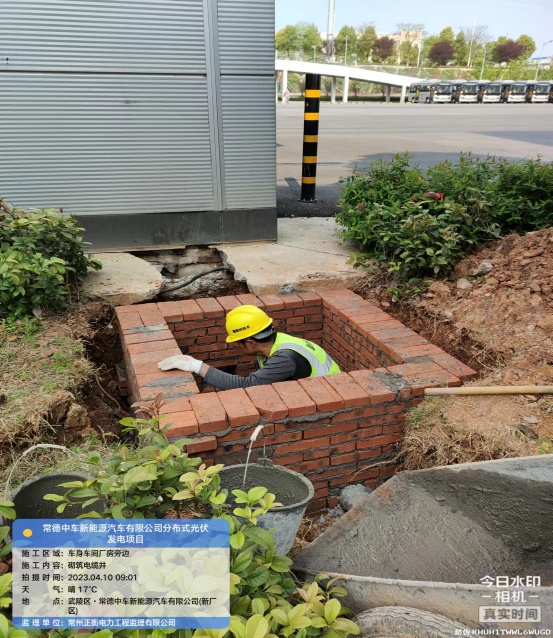 常德中车新能源汽车有限公司分布式光伏
发电项目
施工区域：车身车间厂房旁边
施工内容：砌筑电缆井
拍摄时间：2023.04.10 09:01
天　气：晴 17℃
地　点：武陵区·常德中车新能源汽车有限公司(新厂
区)
监理单位：常州正衡电力工程监理有限公司
今日水印
-相机-
真实时间
防伪 KHUH1TWWL6WUGO